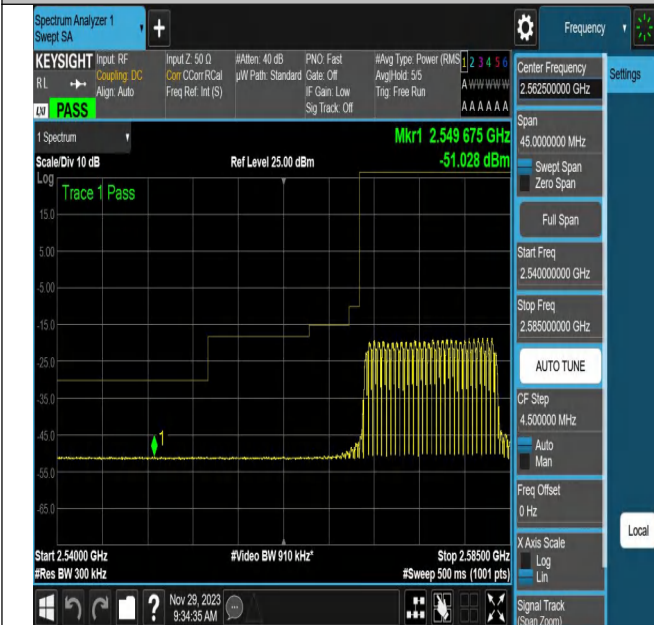 Spectrum Analyzer 1
Swept SA
+
Frequency
KEYSIGHT
RL
LXI
PASS
Input: RF
Coupling: DC
Align: Auto
Input Z: 50 Ω
Corr CCorr RCal
Freq Ref: Int (S)
#Atten: 40 dB
µW Path: Standard
PNO: Fast
Gate: Off
IF Gain: Low
Sig Track: Off
#Avg Type: Power (RMS
Avg|Hold: 5/5
Trig: Free Run
1 2 3 4 5 6
A W W W W W
A A A A A A
1 Spectrum
Mkr1 2.549 675 GHz
Scale/Div 10 dB
Ref Level 25.00 dBm
-51.028 dBm
Log
Trace 1 Pass
15.0
5.00
-5.00
-15.0
-25.0
-35.0
-45.0
-55.0
-65.0
1
Start 2.54000 GHz
#Video BW 910 kHz*
Stop 2.58500 GHz
#Res BW 300 kHz
#Sweep 500 ms (1001 pts)
?
Nov 29, 2023
9:34:35 AM
Center Frequency
2.562500000 GHz
Settings
Span
45.0000000 MHz
Swept Span
Zero Span
Full Span
Start Freq
2.540000000 GHz
Stop Freq
2.585000000 GHz
AUTO TUNE
CF Step
4.500000 MHz
Auto
Man
Freq Offset
0 Hz
Local
X Axis Scale
Log
Lin
Signal Track
(Span Zoom)